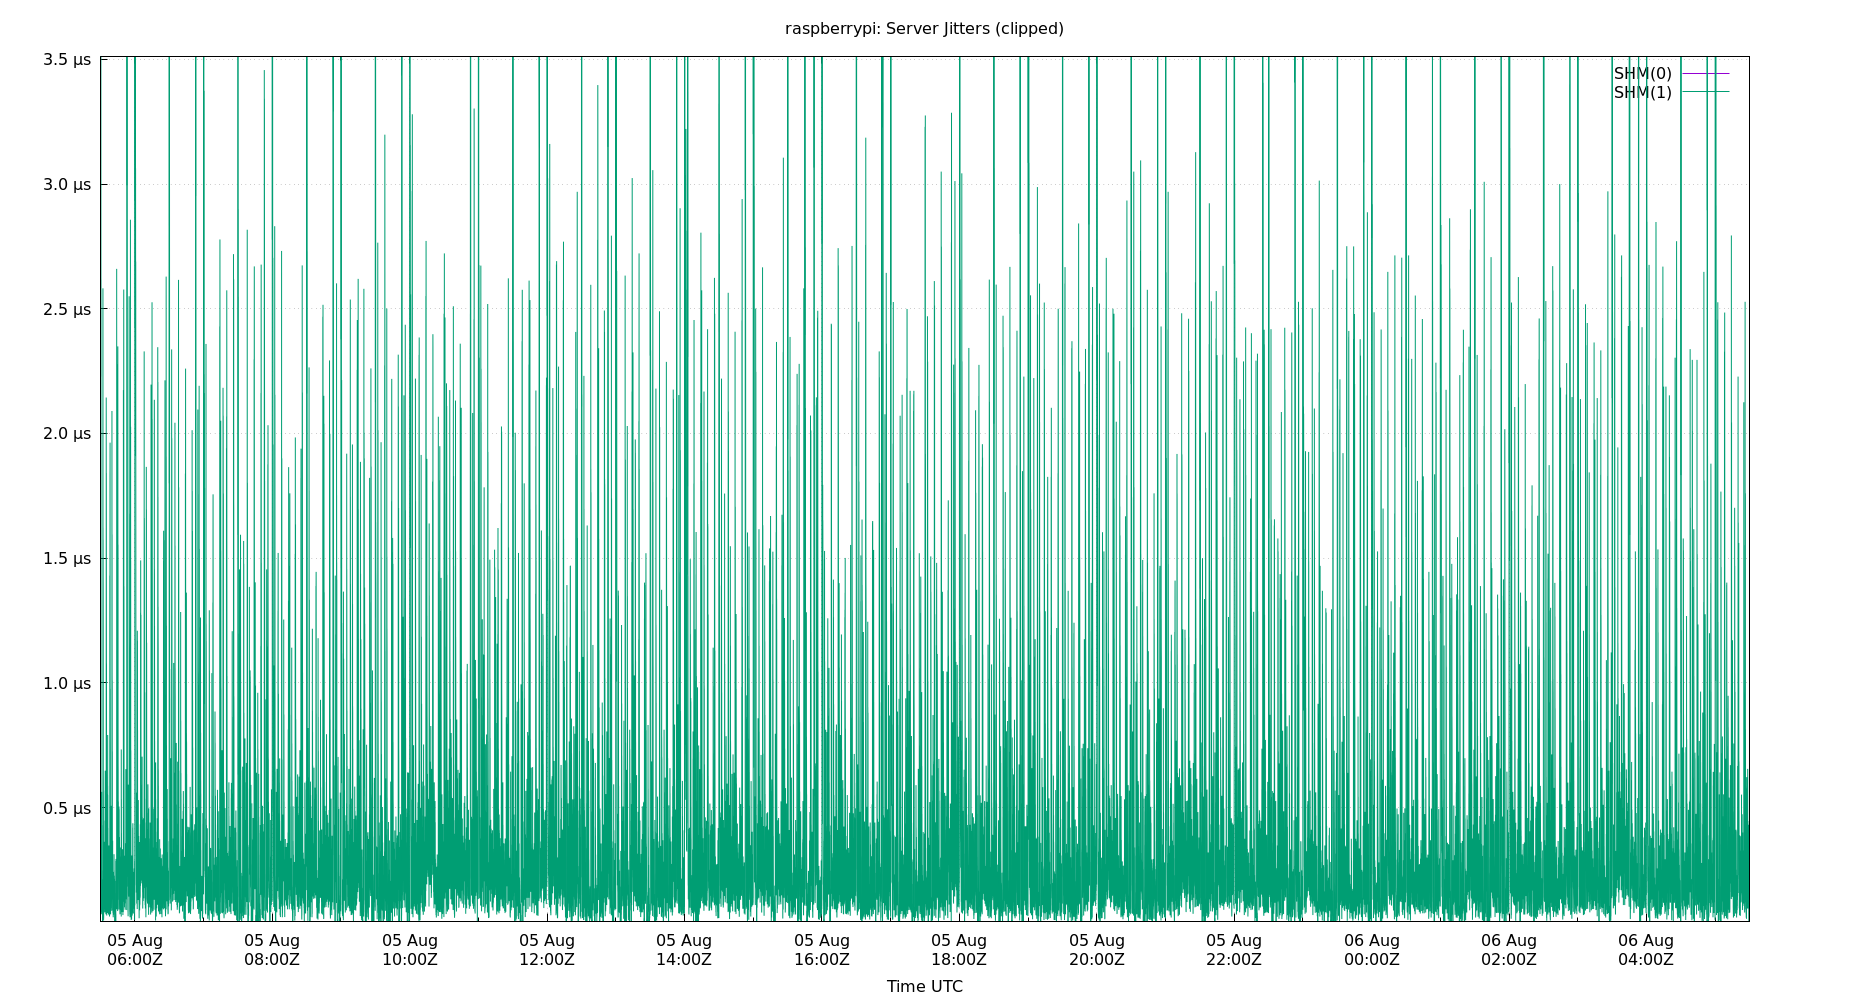 raspberrypi: Server Jitters (clipped)
3.5 µs
SHM(0)
SHM(1)
3.0 µs
2.5 µs
2.0 µs
1.5 µs
1.0 µs
0.5 µs
05 Aug 05 Aug 05 Aug 05 Aug 05 Aug 05 Aug 05 Aug 05 Aug 05 Aug 06 Aug 06 Aug 06 Aug
06:00Z 08:00Z 10:00Z 12:00Z 14:00Z 16:00Z 18:00Z 20:00Z 22:00Z 00:00Z 02:00Z 04:00Z
Time UTC